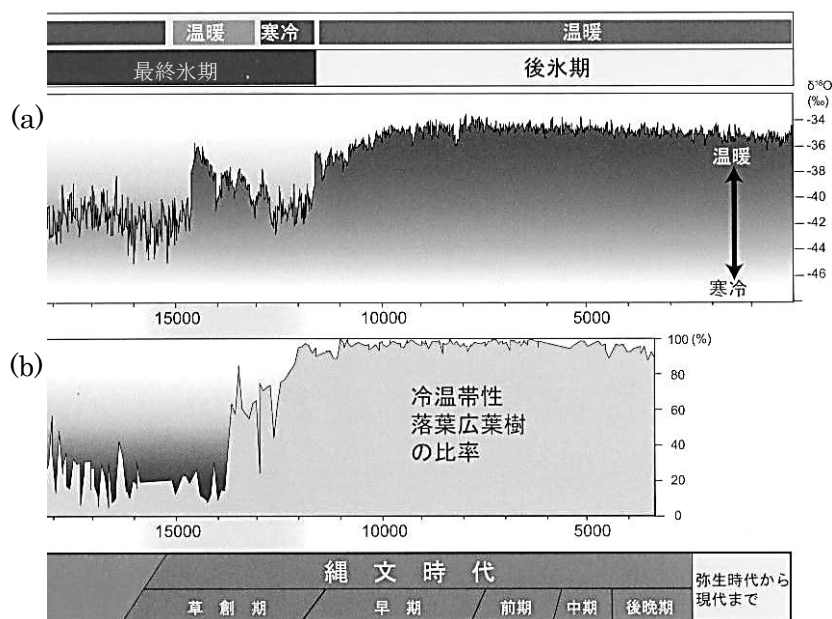 温暖 寒冷 温暖
最終氷期 後氷期
(a)
δ¹⁸O
(‰)
-34
-36
温暖
-38
-40
-42
-44
-46
寒冷
15000 10000 5000
(b)
100 (%)
80
冷温帯性
落葉広葉樹
の比率
60
40
20
0
15000 10000 5000
縄文時代
草創期 早期 前期 中期 後晩期
弥生時代から
現代まで